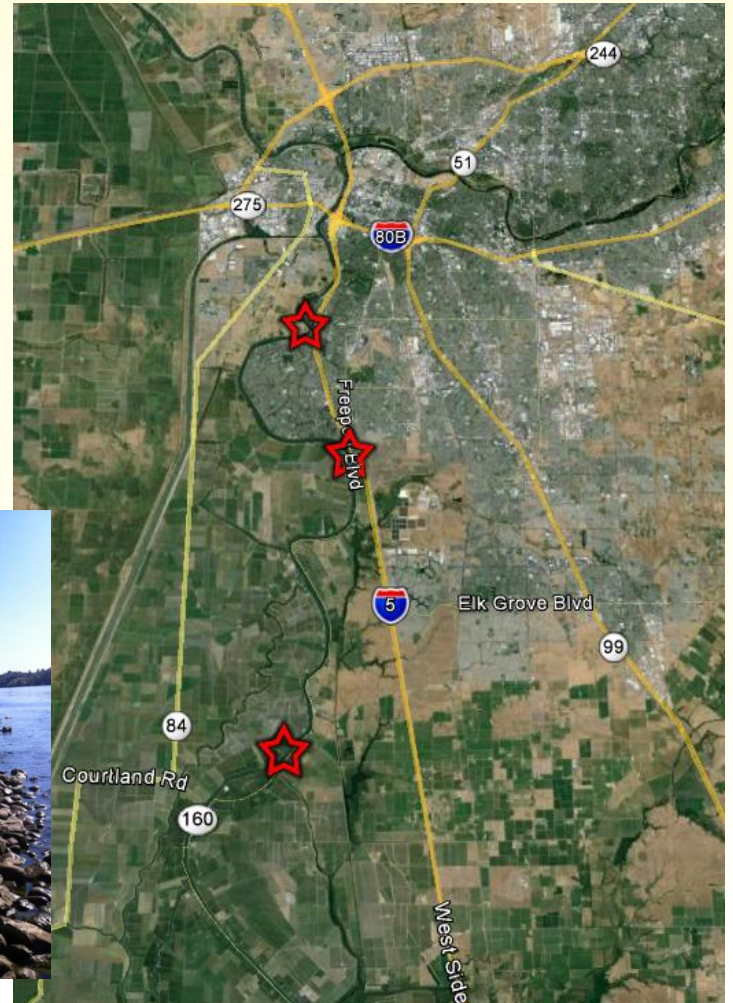 244
51
275
80B
Freep
Blvd
5
Elk Grove Blvd
99
84
Courtland Rd
160
West Side